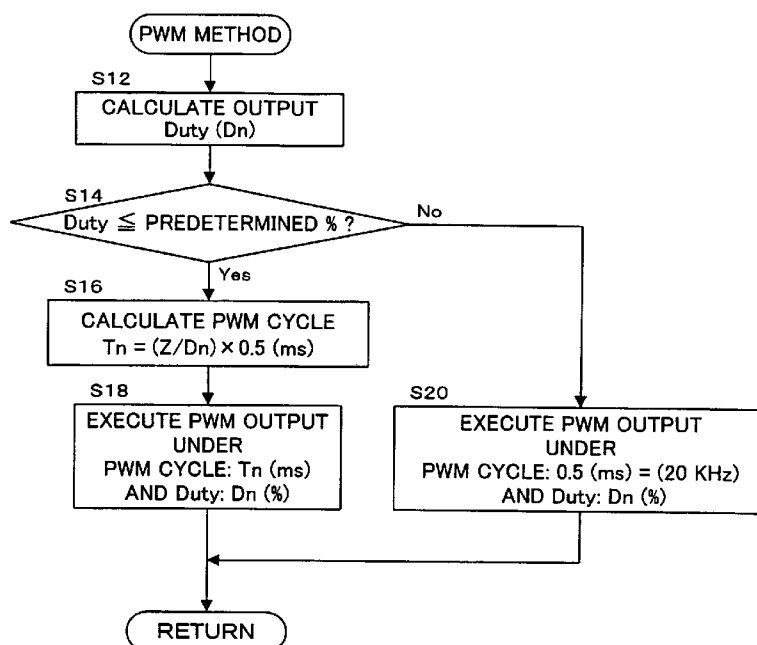 PWM METHOD
S12
CALCULATE OUTPUT
Duty (Dn)
S14
Duty ≦ PREDETERMINED % ?
No
Yes
S16
CALCULATE PWM CYCLE
Tn = (Z/Dn) × 0.5 (ms)
S18
EXECUTE PWM OUTPUT
UNDER
PWM CYCLE: Tn (ms)
AND Duty: Dn (%)
S20
EXECUTE PWM OUTPUT
UNDER
PWM CYCLE: 0.5 (ms) = (20 KHz)
AND Duty: Dn (%)
RETURN